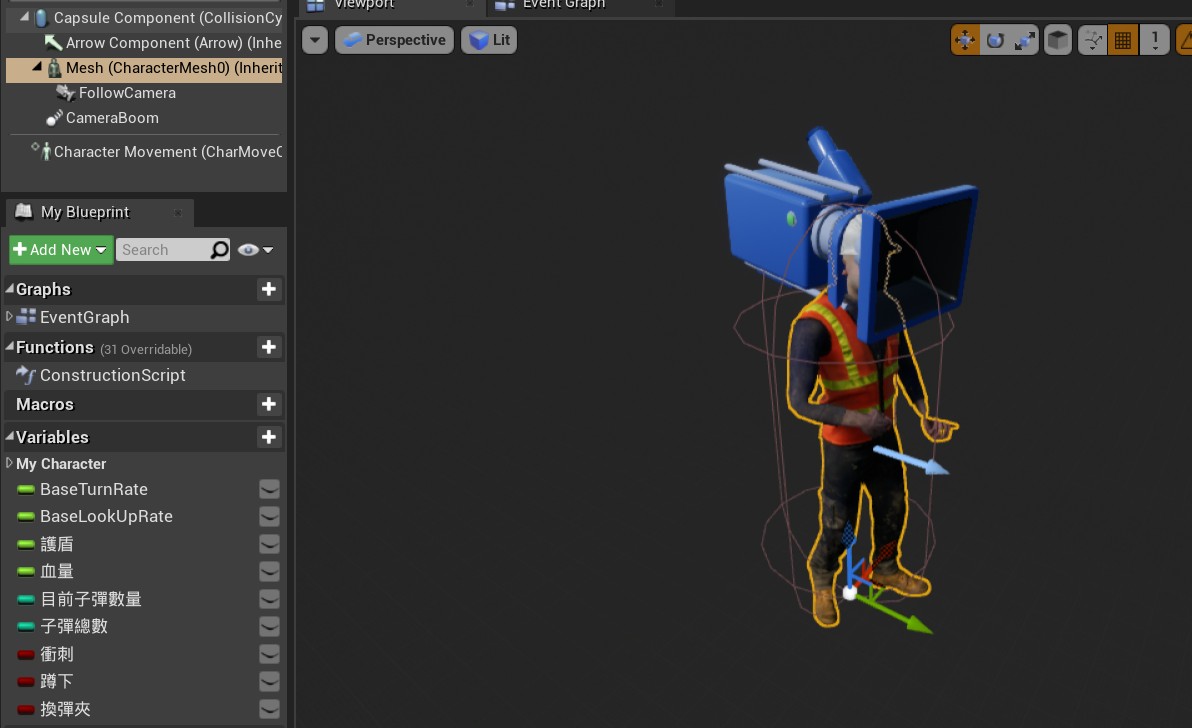 Viewport
Event Graph
Capsule Component (CollisionCy
Arrow Component (Arrow) (Inhe
Mesh (CharacterMesh0) (Inherit
FollowCamera
CameraBoom
Character Movement (CharMoveC
Perspective
Lit
1
My Blueprint
Add New
Search
Graphs
EventGraph
Functions (31 Overridable)
ConstructionScript
Macros
Variables
My Character
BaseTurnRate
BaseLookUpRate
護盾
血量
目前子彈數量
子彈總數
衝刺
蹲下
換彈夾